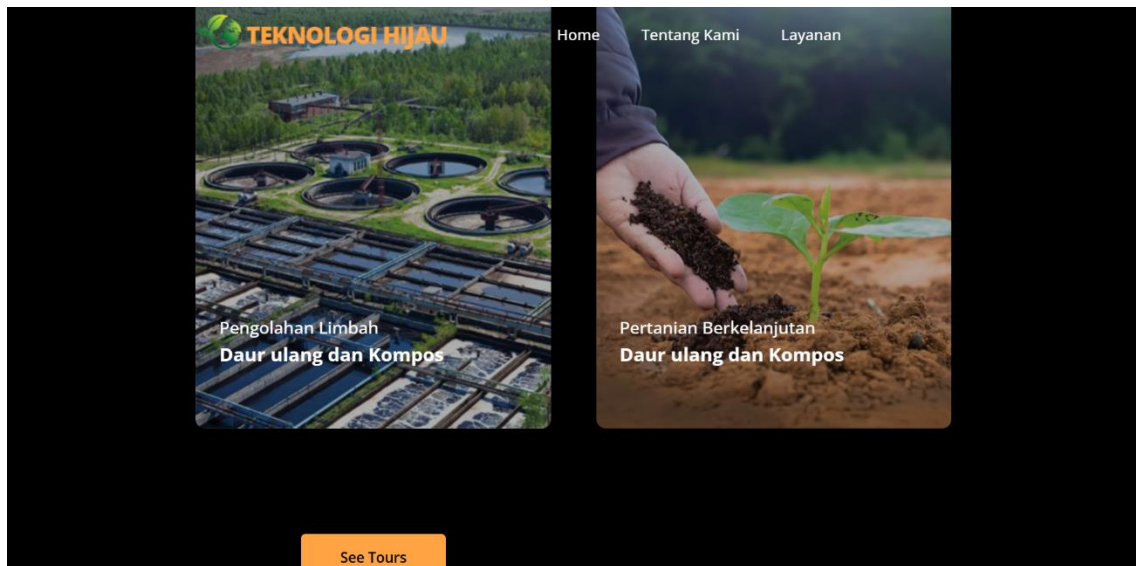 TEKNOLOGI HIJAU
Home Tentang Kami Layanan
Pengolahan Limbah
Daur ulang dan Kompos
Pertanian Berkelanjutan
Daur ulang dan Kompos
See Tours